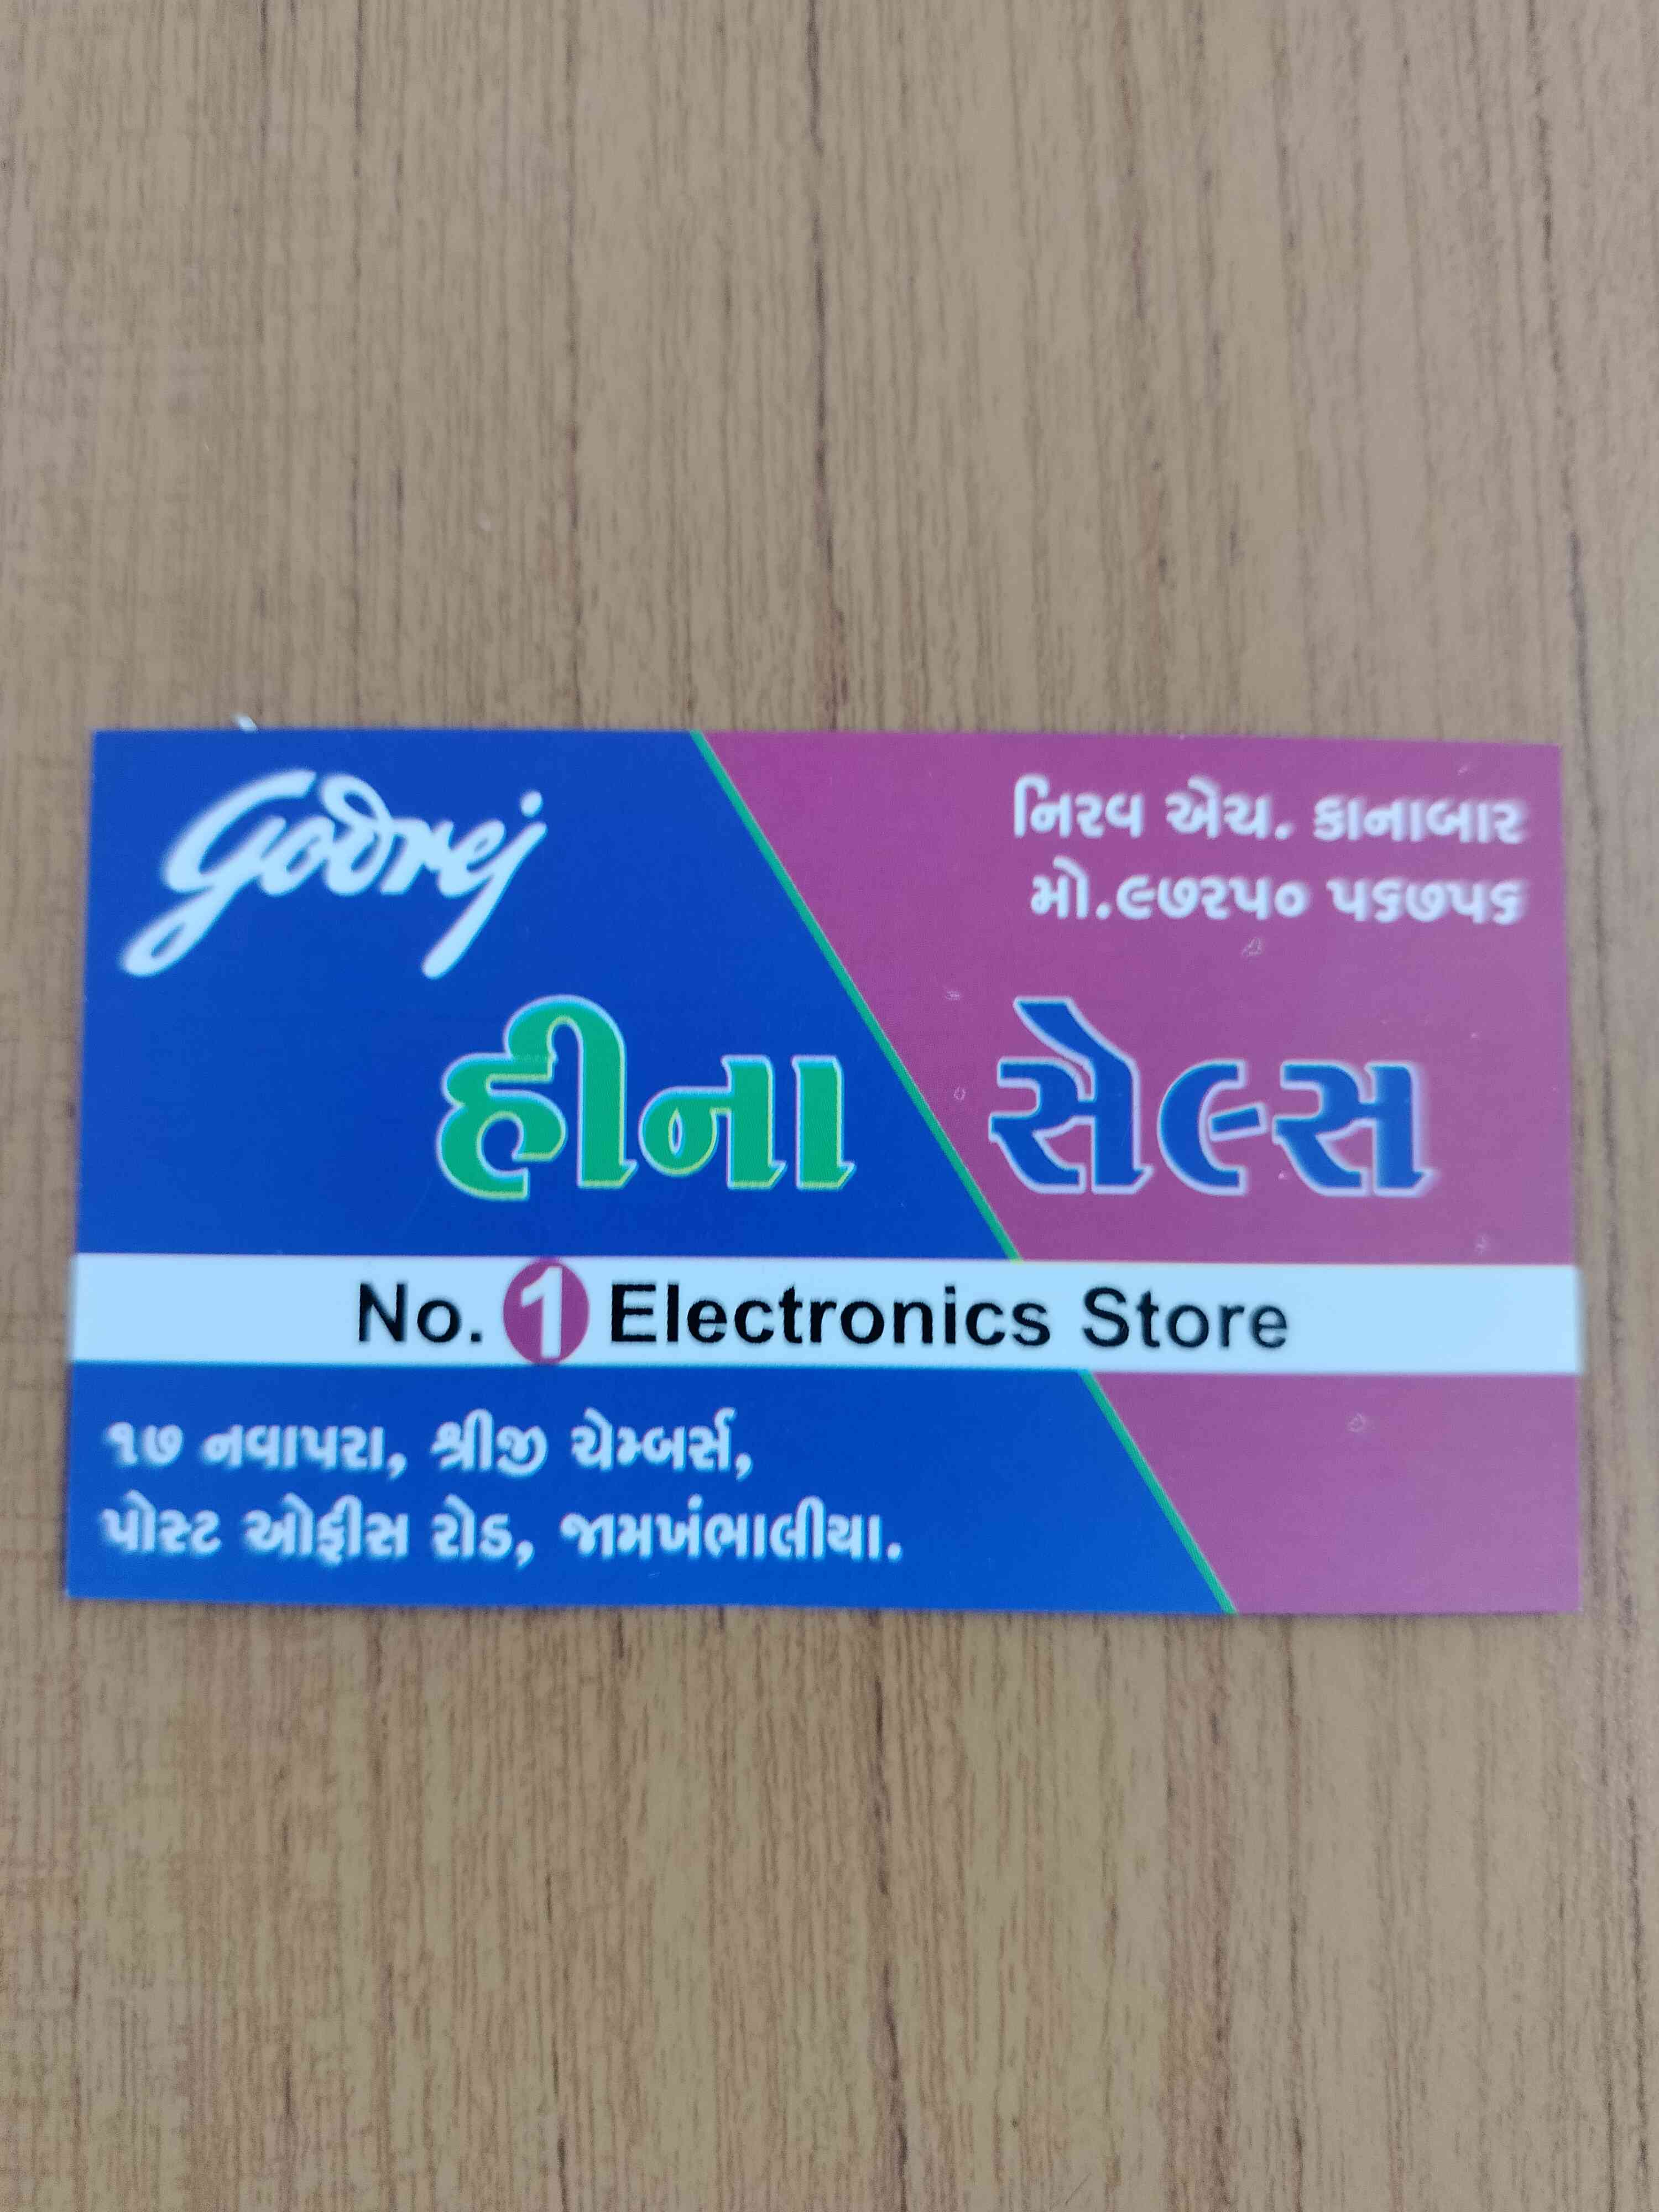 Godrej
નિરવ એચ. કાનાબાર
મો.૯૭૨૫૦ ૫૬૭૫૬
હીના સેલ્સ
No. 1 Electronics Store
૧૭ નવાપરા, શ્રીજી ચેમ્બર્સ,
પોસ્ટ ઓફીસ રોડ, જામખંભાલીયા.